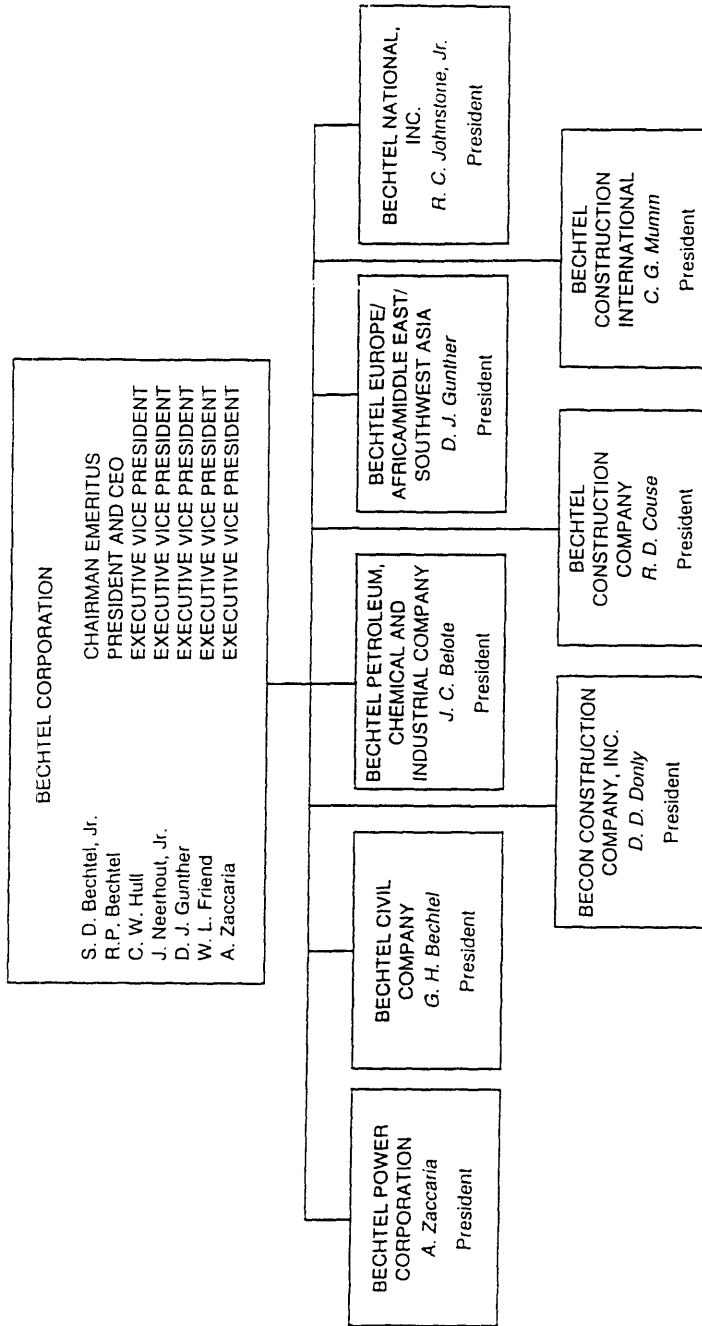 BECHTEL CORPORATION
S. D. Bechtel, Jr. CHAIRMAN EMERITUS
R.P. Bechtel PRESIDENT AND CEO
C. W. Hull EXECUTIVE VICE PRESIDENT
J. Neerhout, Jr. EXECUTIVE VICE PRESIDENT
D. J. Gunther EXECUTIVE VICE PRESIDENT
W. L. Friend EXECUTIVE VICE PRESIDENT
A. Zaccaria EXECUTIVE VICE PRESIDENT
BECHTEL POWER
CORPORATION
A. Zaccaria
President
BECHTEL CIVIL
COMPANY
G. H. Bechtel
President
BECHTEL PETROLEUM,
CHEMICAL AND
INDUSTRIAL COMPANY
J. C. Belote
President
BECHTEL EUROPE/
AFRICA/MIDDLE EAST/
SOUTHWEST ASIA
D. J. Gunther
President
BECHTEL NATIONAL,
INC.
R. C. Johnstone, Jr.
President
BECON CONSTRUCTION
COMPANY, INC.
D. D. Donly
President
BECHTEL
CONSTRUCTION
COMPANY
R. D. Couse
President
BECHTEL
CONSTRUCTION
INTERNATIONAL
C. G. Mumm
President